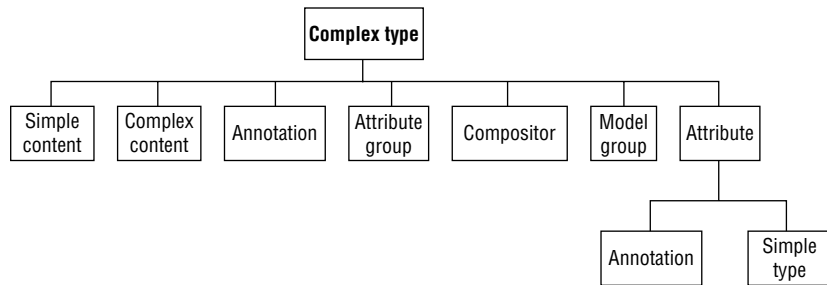 Complex type
Simple
content
Complex
content
Annotation
Attribute
group
Compositor
Model
group
Attribute
Annotation
Simple
type